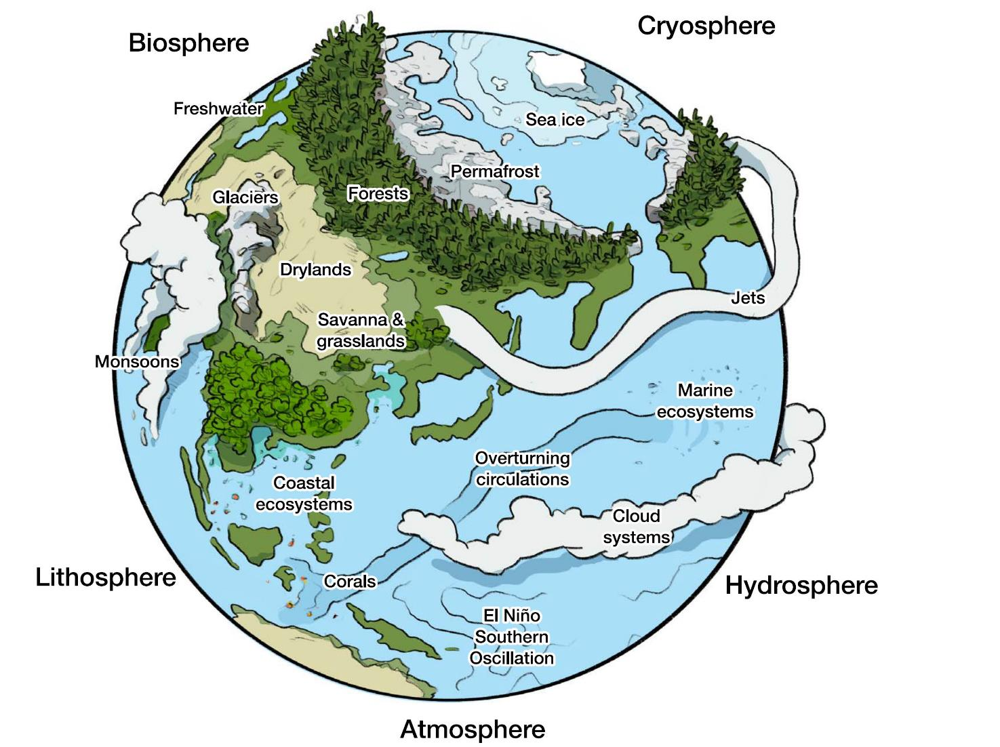 Cryosphere
Biosphere
Freshwater
Sea ice
Permafrost
Glaciers
Forests
Drylands
Jets
Savanna &
grasslands
Monsoons
Marine
ecosystems
Overturning
circulations
Coastal
ecosystems
Cloud
systems
Lithosphere
Corals
Hydrosphere
El Niño
Southern
Oscillation
Atmosphere